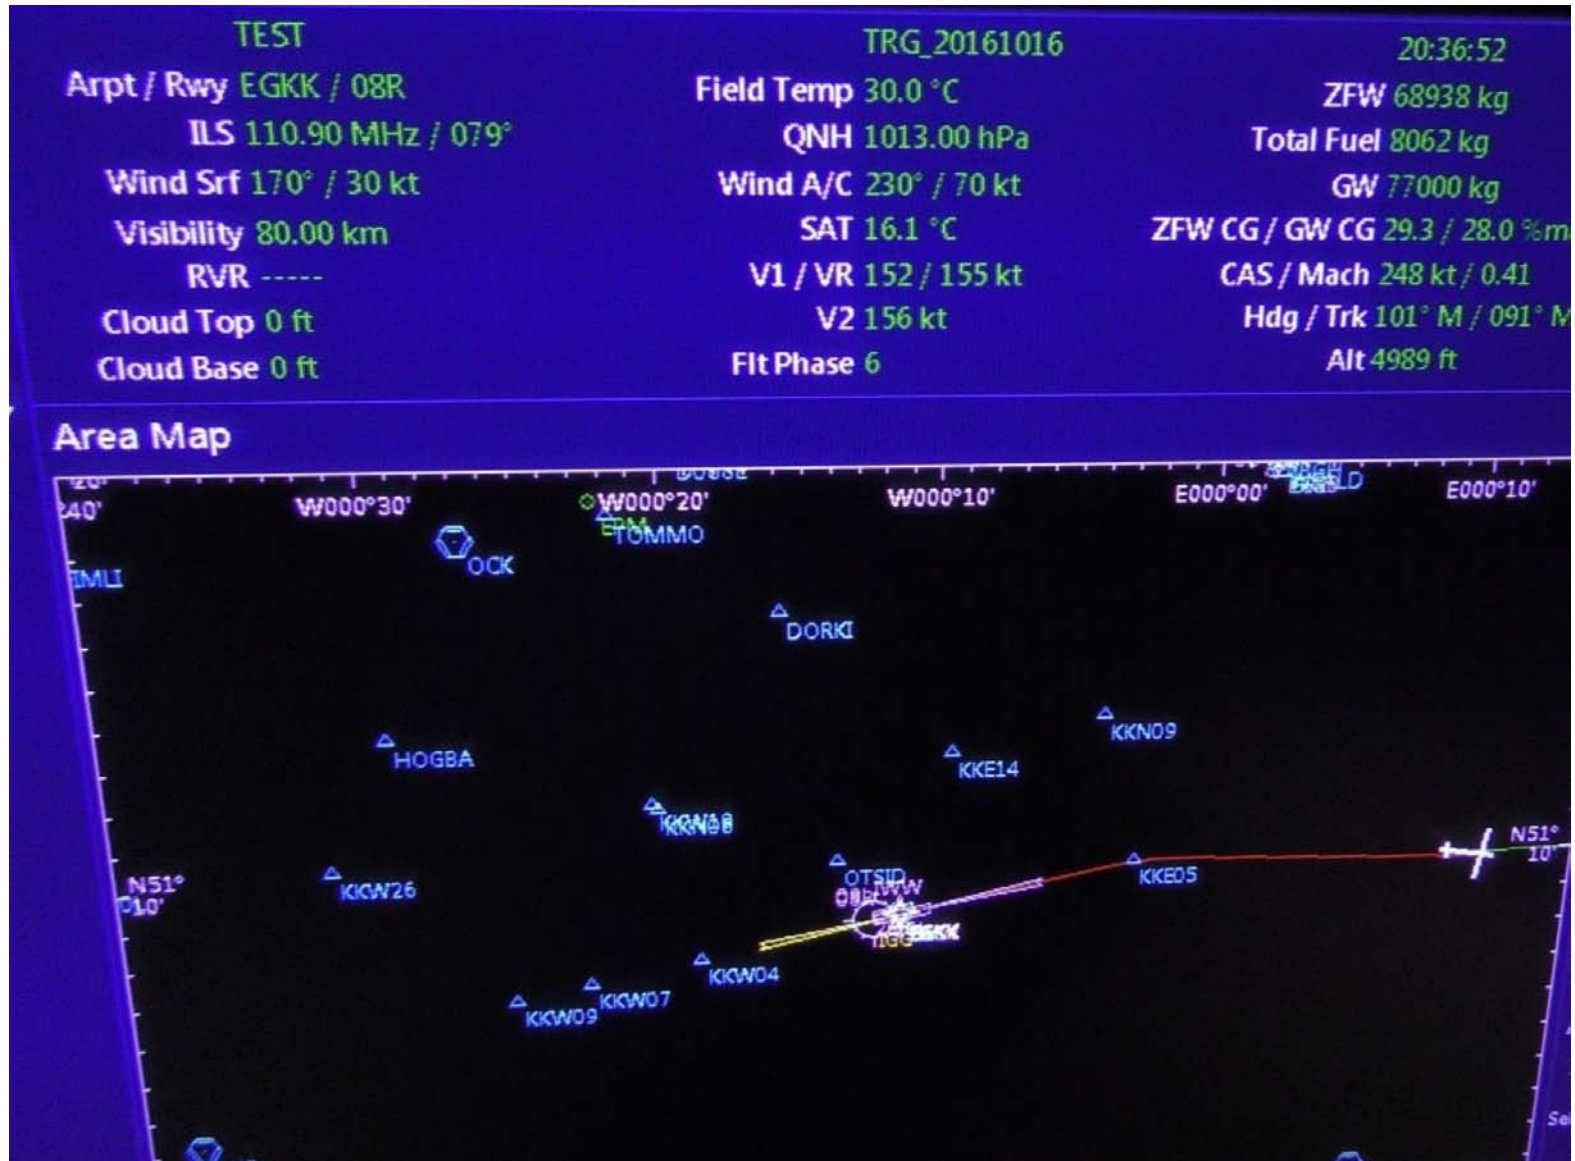 TEST TRG_20161016 20:36:52
Arpt / Rwy EGKK / 08R Field Temp 30.0 °C ZFW 68938 kg
ILS 110.90 MHz / 079° QNH 1013.00 hPa Total Fuel 8062 kg
Wind Srf 170° / 30 kt Wind A/C 230° / 70 kt GW 77000 kg
Visibility 80.00 km SAT 16.1 °C ZFW CG / GW CG 29.3 / 28.0 %m
RVR ----- V1 / VR 152 / 155 kt CAS / Mach 248 kt / 0.41
Cloud Top 0 ft V2 156 kt Hdg / Trk 101° M / 091° M
Cloud Base 0 ft Flt Phase 6 Alt 4989 ft
Area Map
40' W000°30' W000°20' W000°10' E000°00' E000°10'
TOMMO
OCK
DORKI
KKN09
HOGBA
KKE14
N51°
10'
OTSID
KKE05
N51°
10'
KKW26
KKW04
KKW07
KKW09